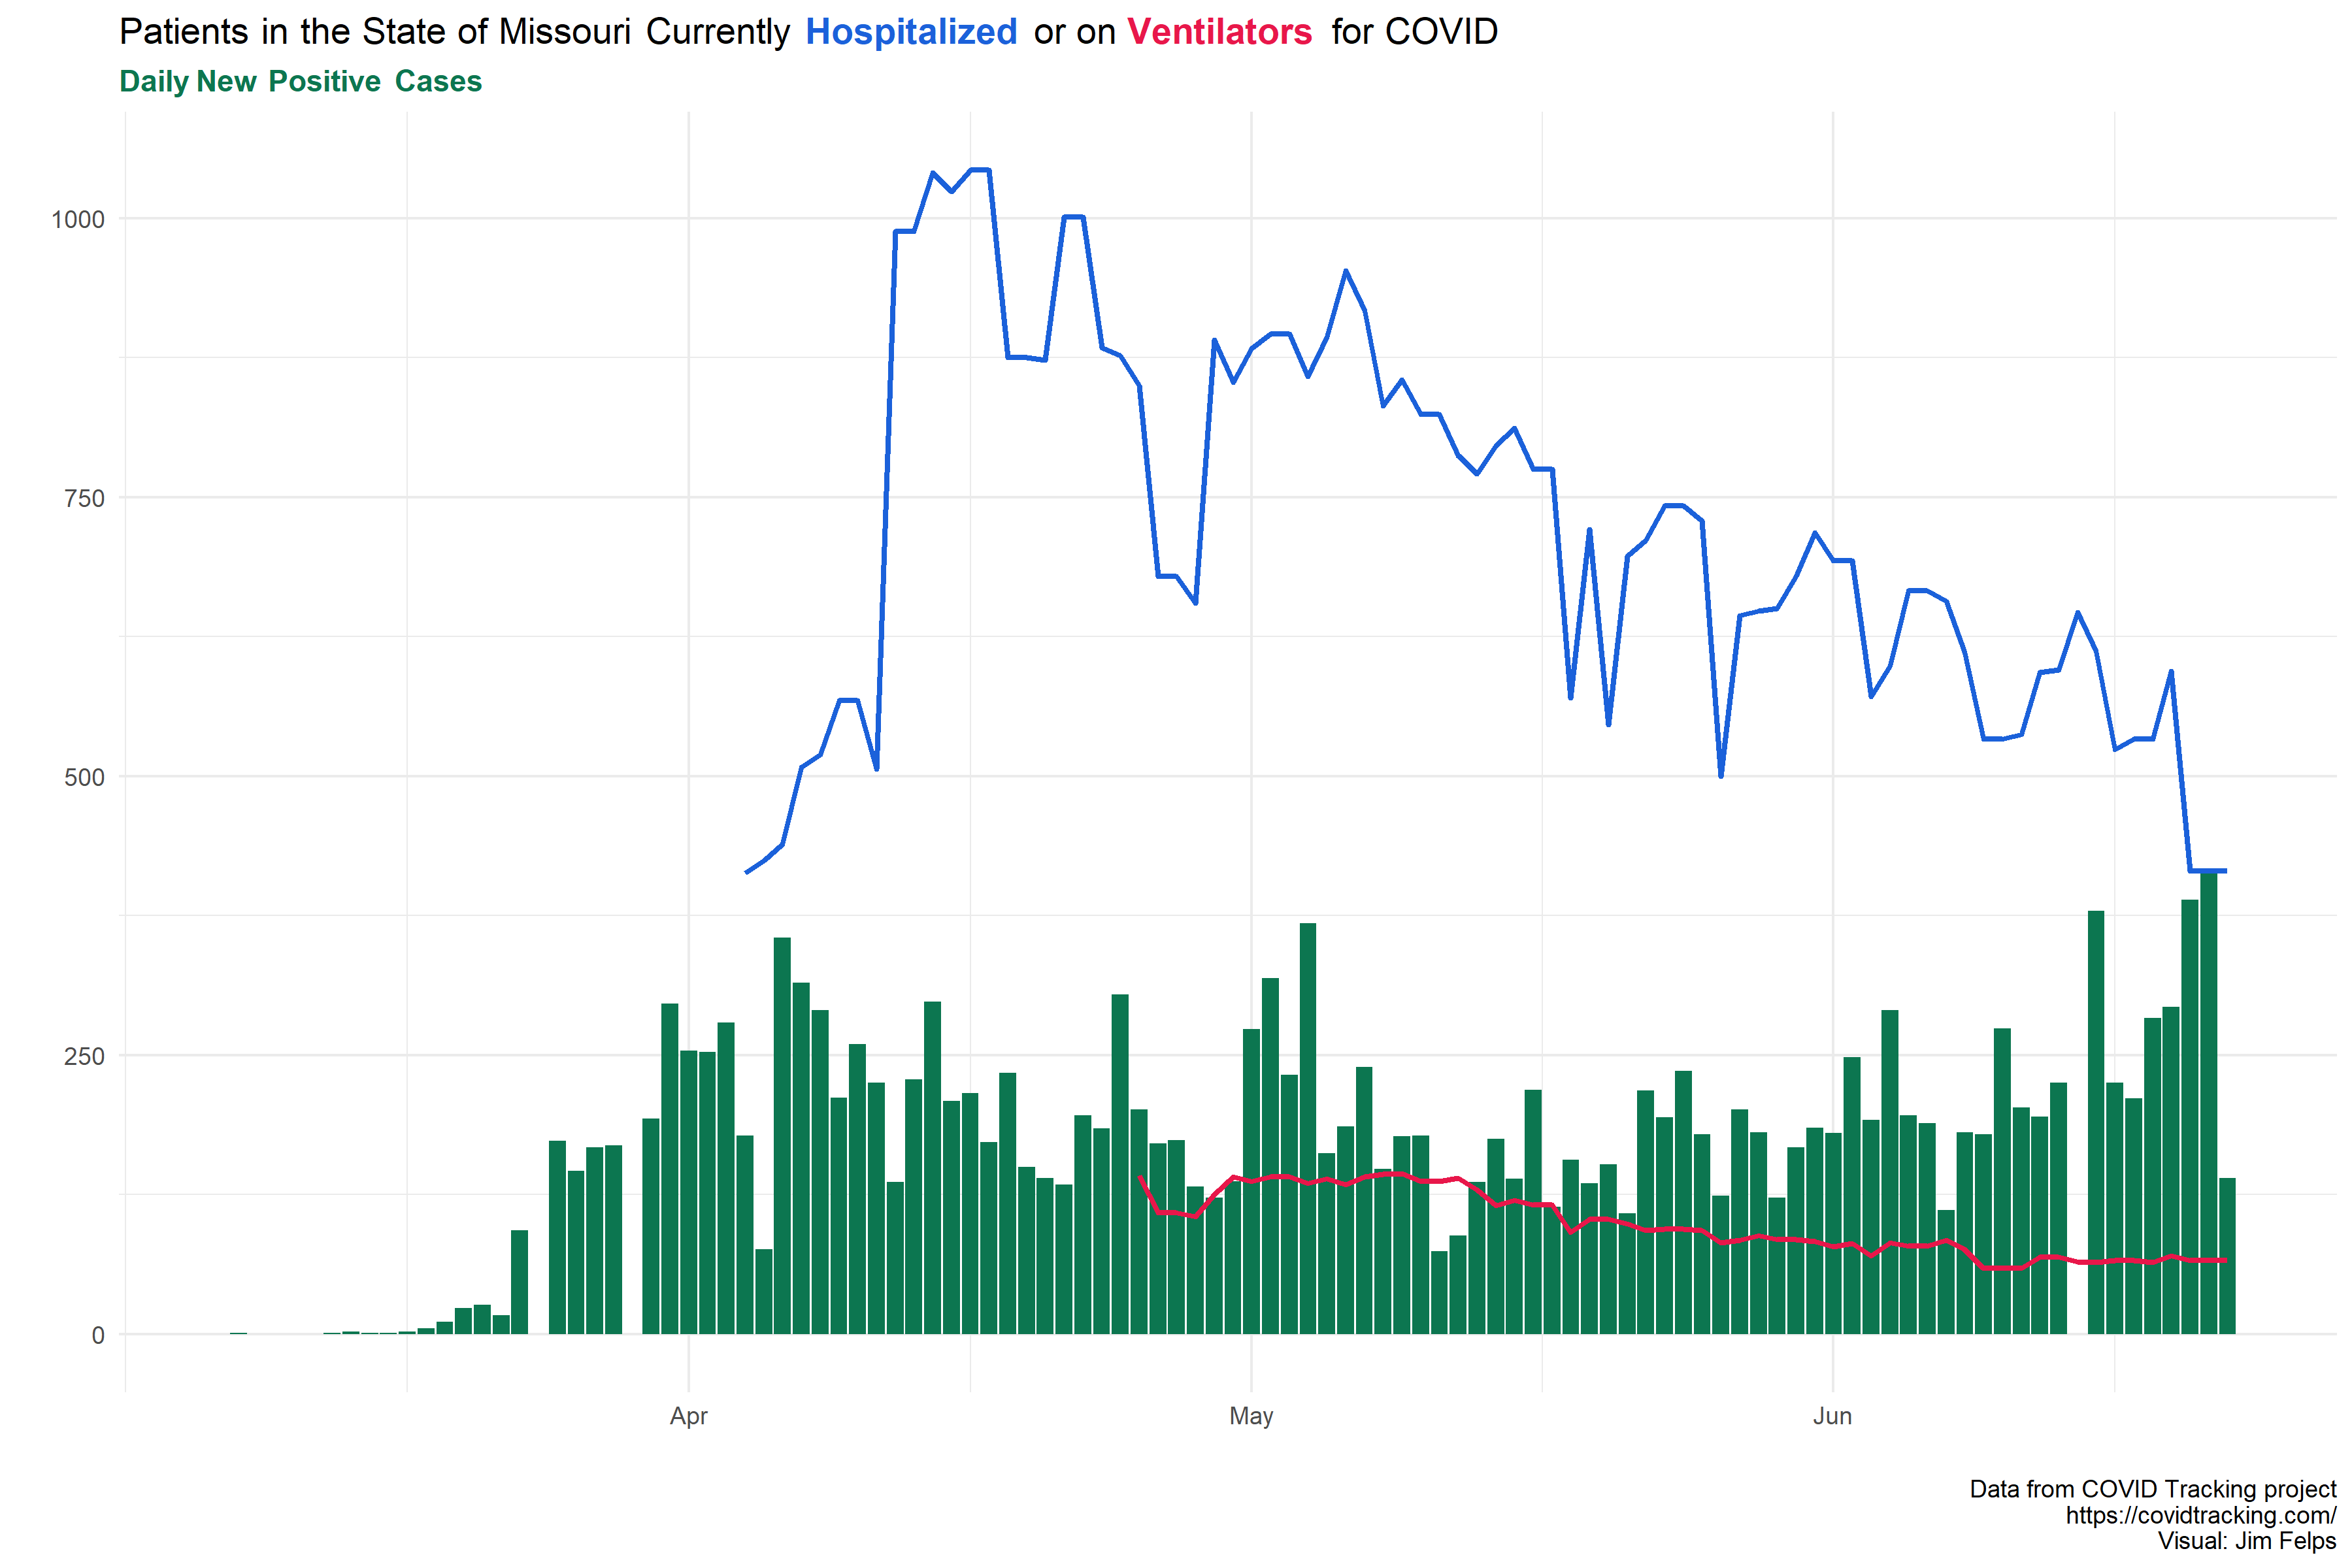 Patients in the State of Missouri Currently Hospitalized or on Ventilators for COVID
Daily New Positive Cases
1000
750
500
250
0
Apr May Jun
Data from COVID Tracking project
https://covidtracking.com/
Visual: Jim Felps